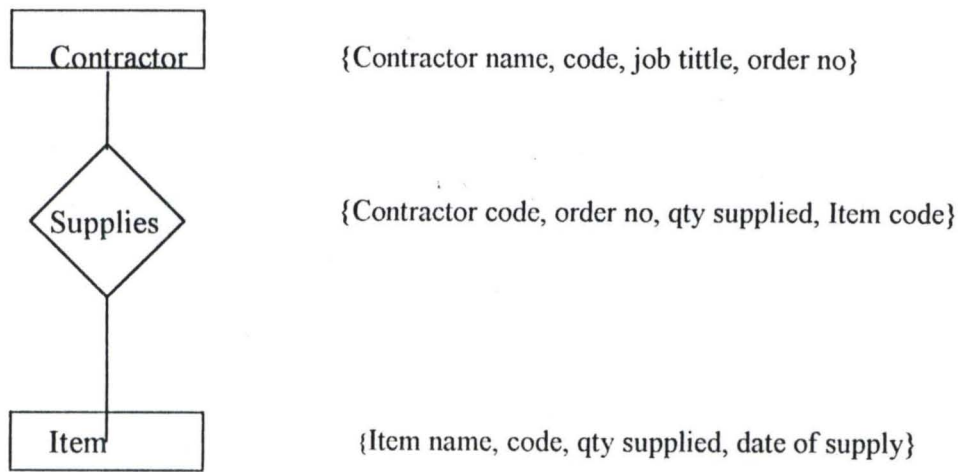 Contractor {Contractor name, code, job tittle, order no}
Supplies {Contractor code, order no, qty supplied, Item code}
Item {Item name, code, qty supplied, date of supply}